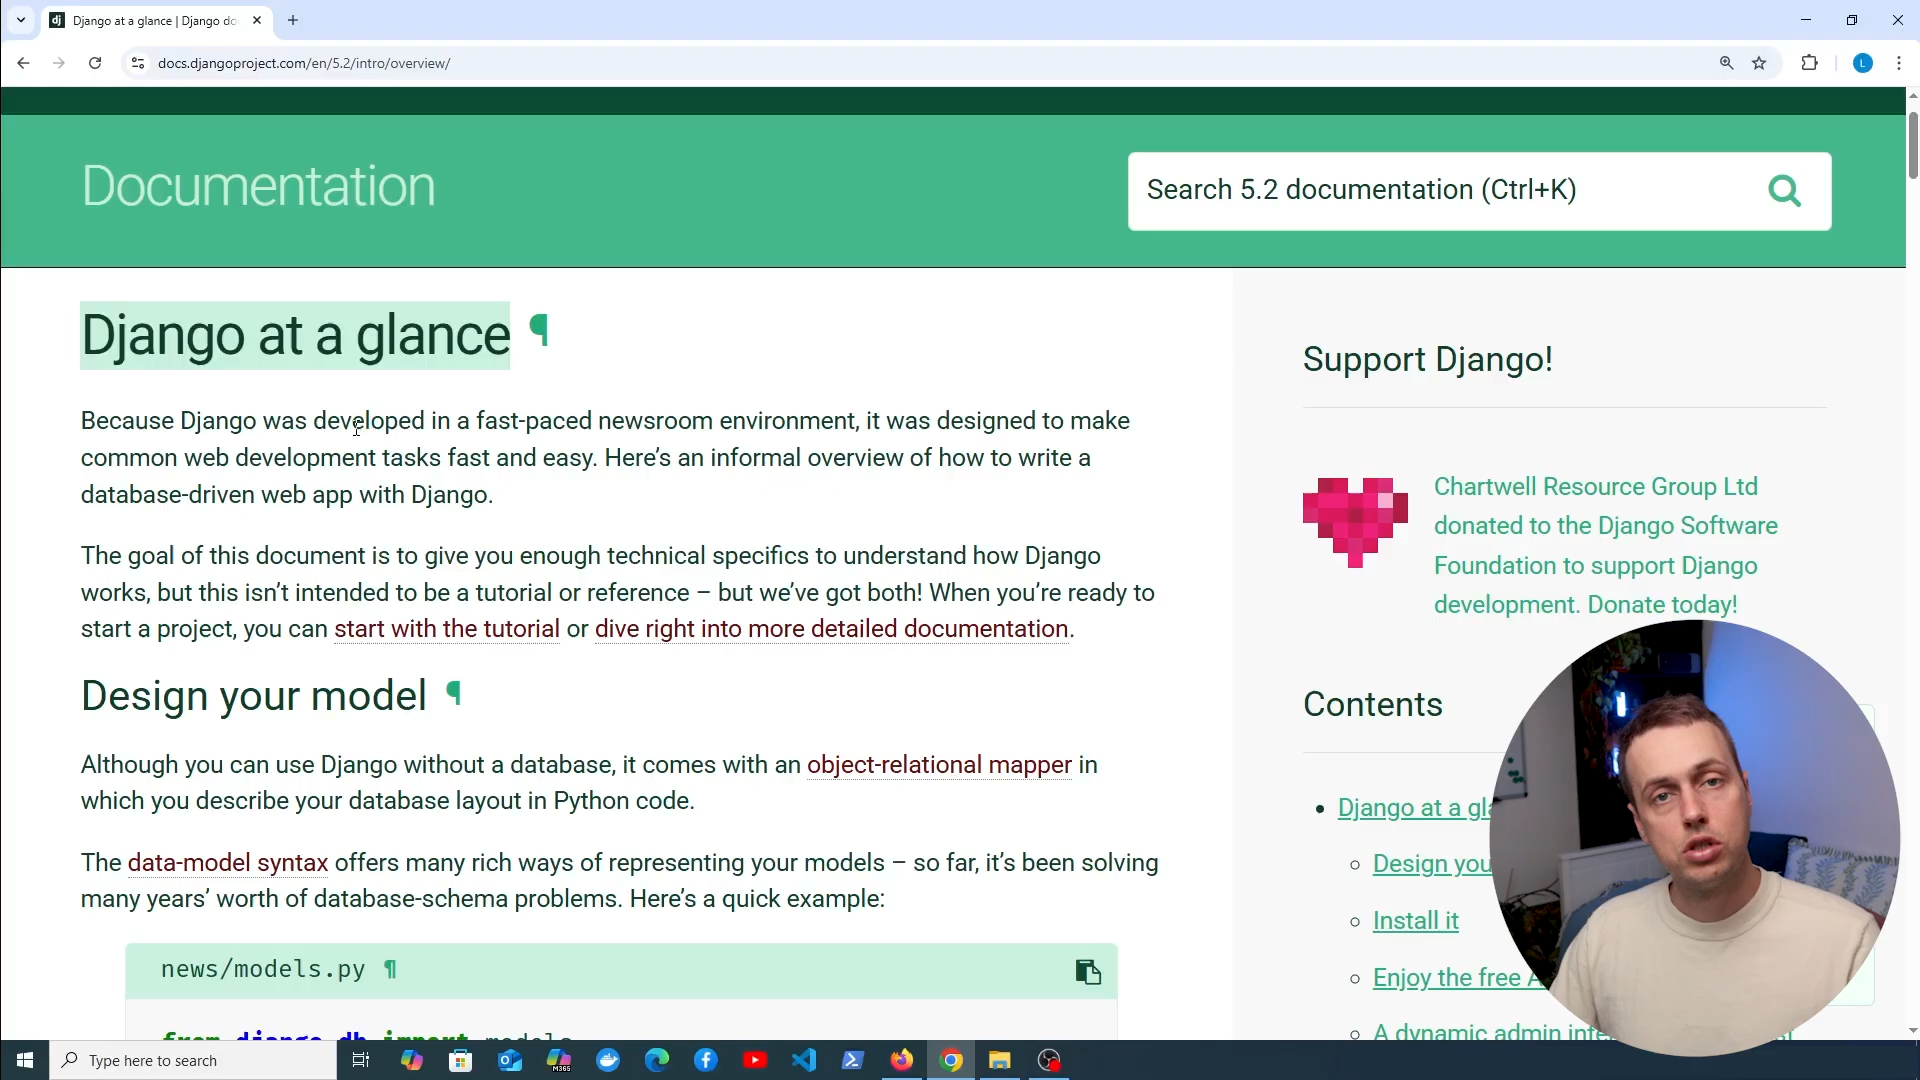 Django at a glance | Django do
docs.djangoproject.com/en/5.2/intro/overview/
L
Documentation
Search 5.2 documentation (Ctrl+K)
Django at a glance ¶
Because Django was developed in a fast-paced newsroom environment, it was designed to make
common web development tasks fast and easy. Here’s an informal overview of how to write a
database-driven web app with Django.
The goal of this document is to give you enough technical specifics to understand how Django
works, but this isn’t intended to be a tutorial or reference – but we’ve got both! When you’re ready to
start a project, you can start with the tutorial or dive right into more detailed documentation.
Design your model ¶
Although you can use Django without a database, it comes with an object-relational mapper in
which you describe your database layout in Python code.
The data-model syntax offers many rich ways of representing your models – so far, it’s been solving
many years’ worth of database-schema problems. Here’s a quick example:
news/models.py ¶
from django.db import models
Support Django!
Chartwell Resource Group Ltd
donated to the Django Software
Foundation to support Django
development. Donate today!
Contents
Django at a gla
Design you
Install it
Enjoy the free A
A dynamic admin inte
Type here to search
M365